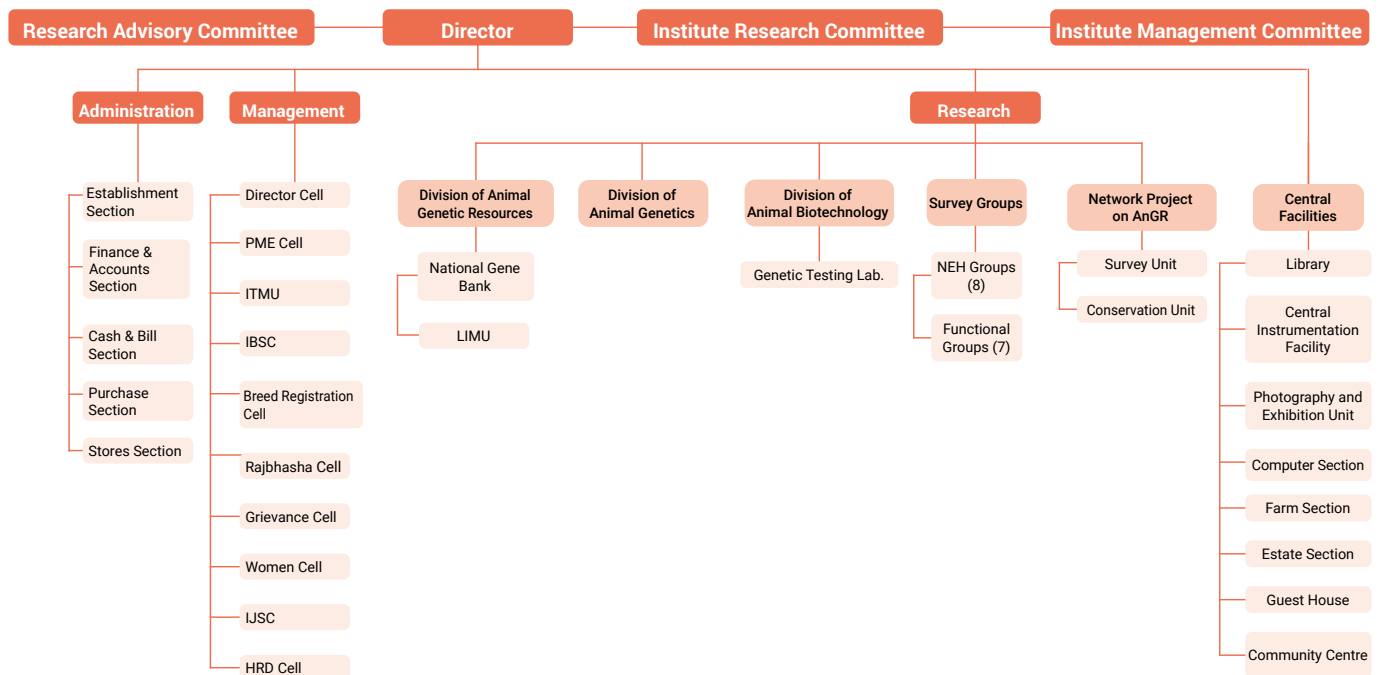 Research Advisory Committee
Director
Institute Research Committee
Institute Management Committee
Administration
Management
Research
Establishment
Section
Finance &
Accounts
Section
Cash & Bill
Section
Purchase
Section
Stores Section
Director Cell
PME Cell
ITMU
IBSC
Breed Registration
Cell
Rajbhasha Cell
Grievance Cell
Women Cell
IJSC
HRD Cell
Division of Animal
Genetic Resources
National Gene
Bank
LIMU
Division of
Animal Genetics
Division of
Animal Biotechnology
Genetic Testing Lab.
Survey Groups
NEH Groups
(8)
Functional
Groups (7)
Network Project
on AnGR
Survey Unit
Conservation Unit
Central
Facilities
Library
Central
Instrumentation
Facility
Photography and
Exhibition Unit
Computer Section
Farm Section
Estate Section
Guest House
Community Centre